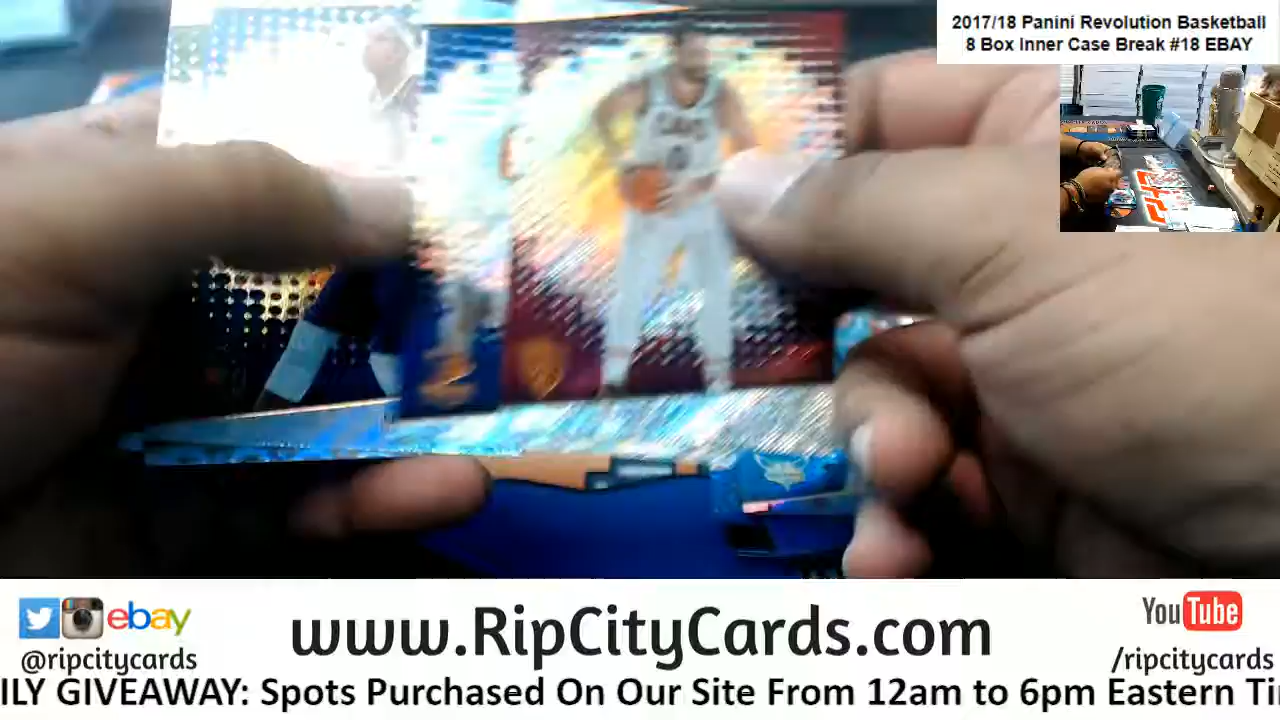 2017/18 Panini Revolution Basketball
8 Box Inner Case Break #18 EBAY
CAVS
ebay
@ripcitycards
www.RipCityCards.com
YouTube
/ripcitycards
ILY GIVEAWAY: Spots Purchased On Our Site From 12am to 6pm Eastern Ti